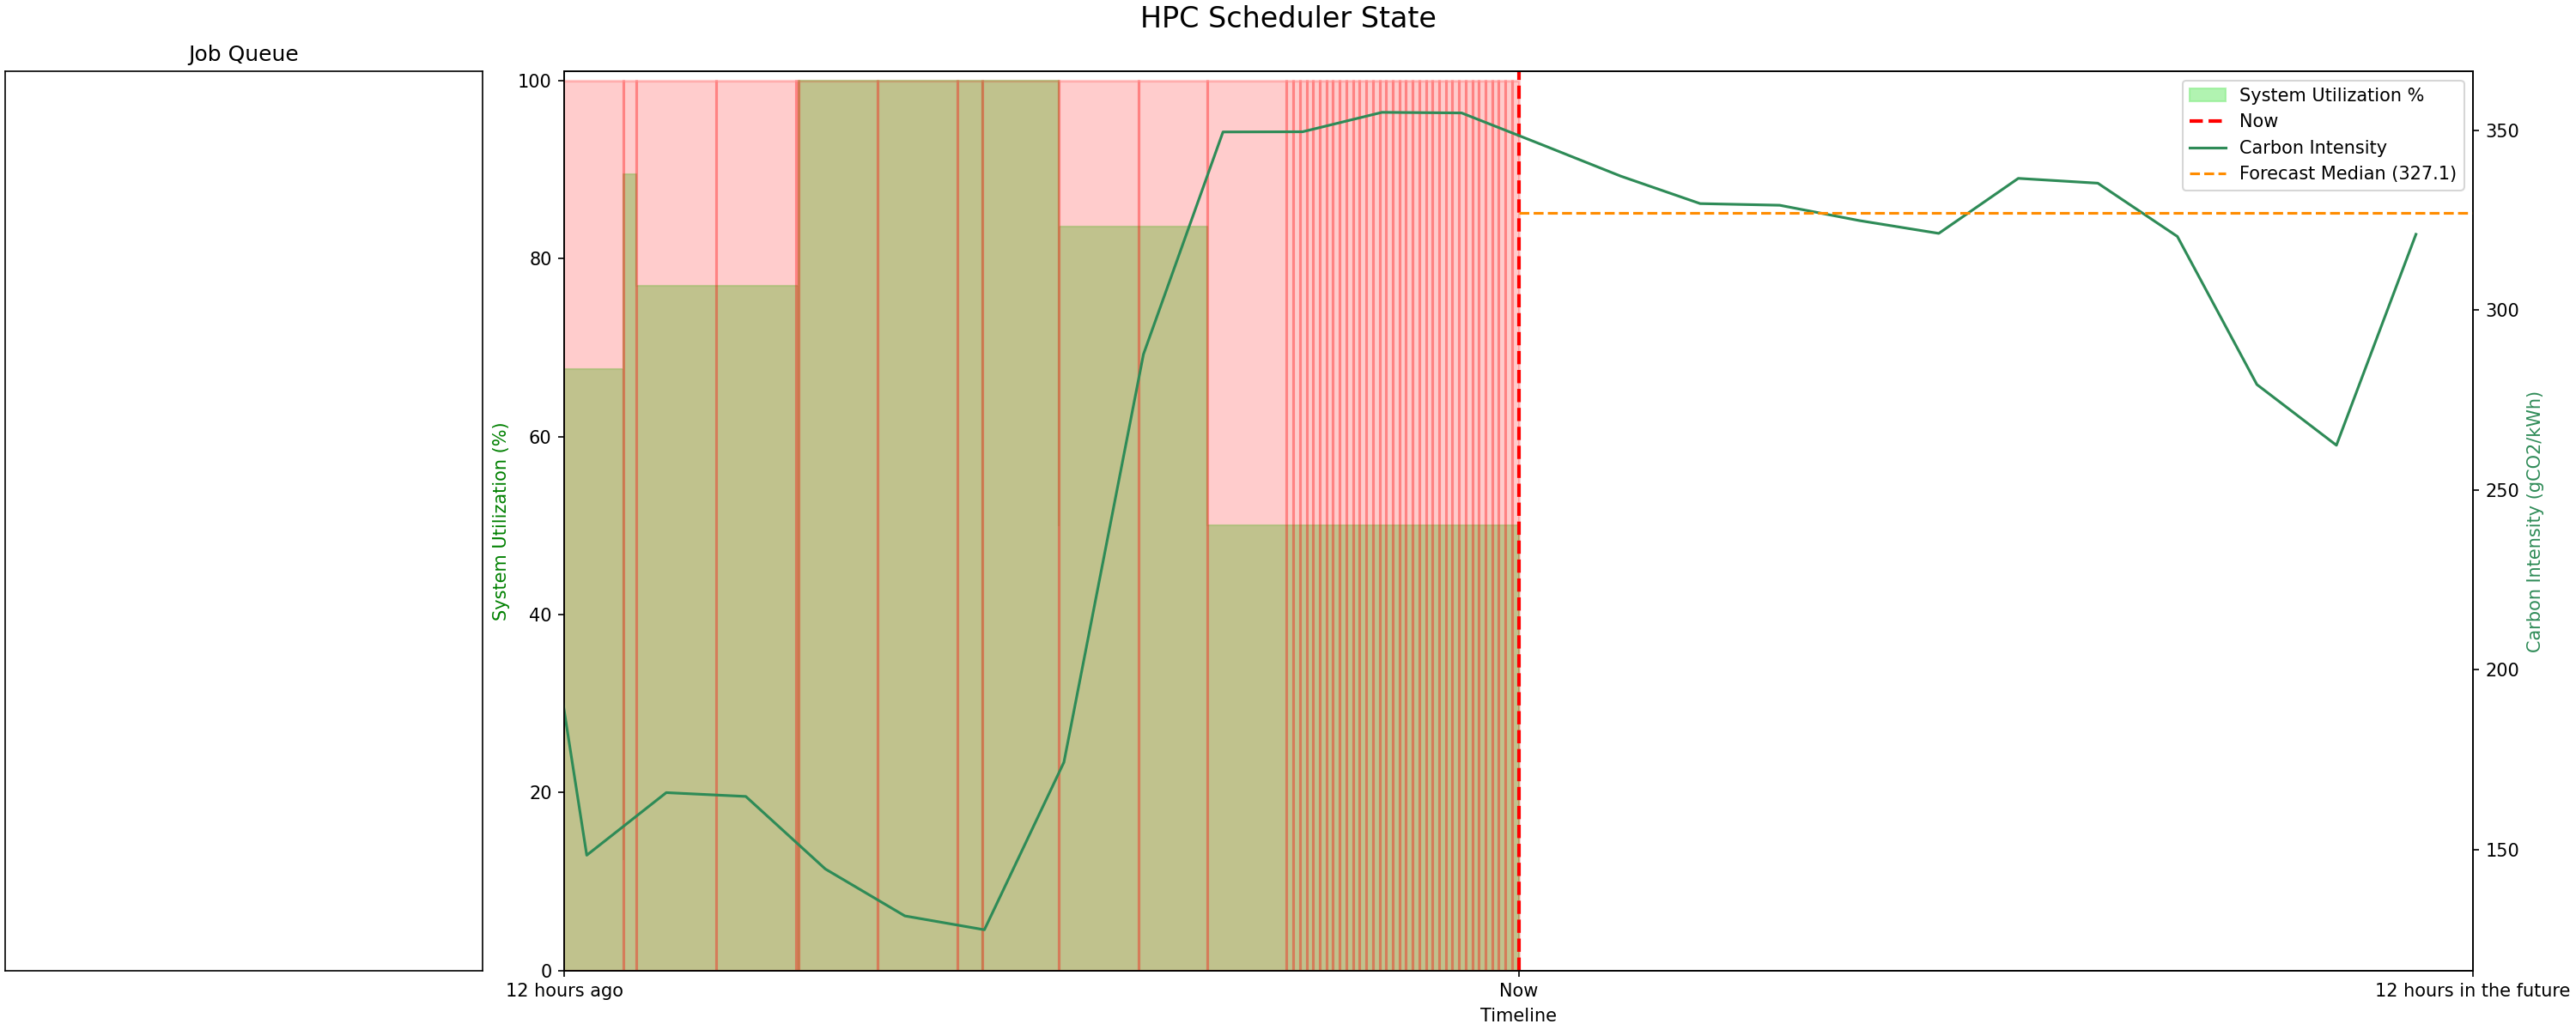 HPC Scheduler State
Job Queue
System Utilization (%)
100
80
60
40
20
0
System Utilization %
Now
Carbon Intensity
Forecast Median (327.1)
350
300
250
200
150
Carbon Intensity (gCO2/kWh)
12 hours ago
Now
12 hours in the future
Timeline